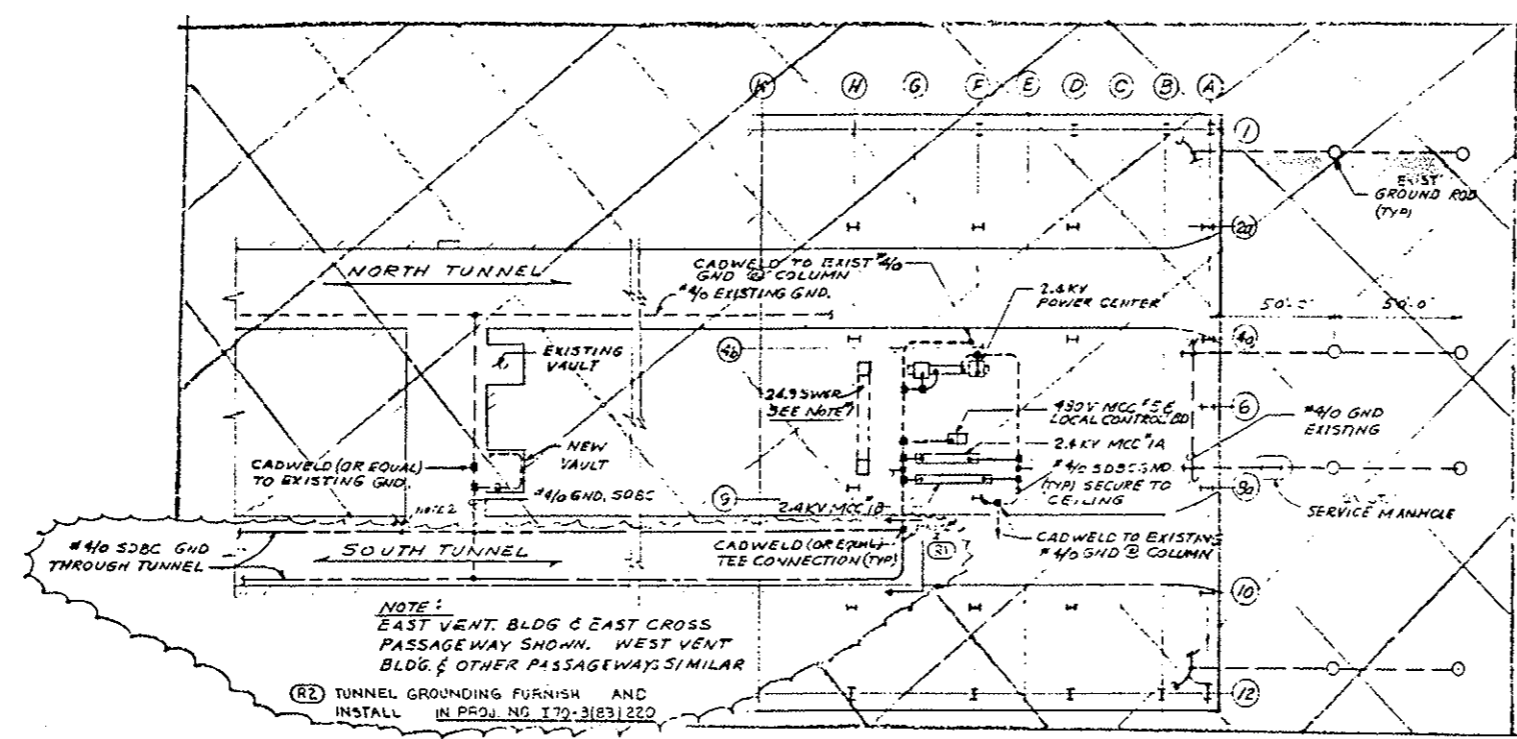 K H G F E D C B A
1
EXIST
GROUND ROD
(TYP)
2a
CADWELD TO EXIST #4/0
GND @ COLUMN
#4/0 EXISTING GND.
NORTH TUNNEL
2.4KV
POWER CENTER
50'-0" 50'-0"
4b
4a
EXISTING
VAULT
24.9 SWGR
SEE NOTE 1
480V MCC #5 &
LOCAL CONTROL BD
6
#4/0 GND
EXISTING
2.4 KV MCC #1A
NEW
VAULT
CADWELD (OR EQUAL)
TO EXISTING GND.
#4/0 SDBC GND
(TYP) SECURE TO
CEILING
#4/0 GND. SDBC
9
2.4KV MCC #1B
9a
SERVICE MANHOLE
NOTE 2
#4/0 SDBC GND
THROUGH TUNNEL
SOUTH TUNNEL
CADWELD (OR EQUAL)
TEE CONNECTION (TYP)
R1
CADWELD TO EXISTING
#4/0 GND @ COLUMN
10
NOTE:
EAST VENT. BLDG & EAST CROSS
PASSAGEWAY SHOWN. WEST VENT
BLDG. & OTHER PASSAGEWAYS SIMILAR
R2 TUNNEL GROUNDING FURNISH AND
INSTALL IN PROJ. NO. I70-3(83)220
12